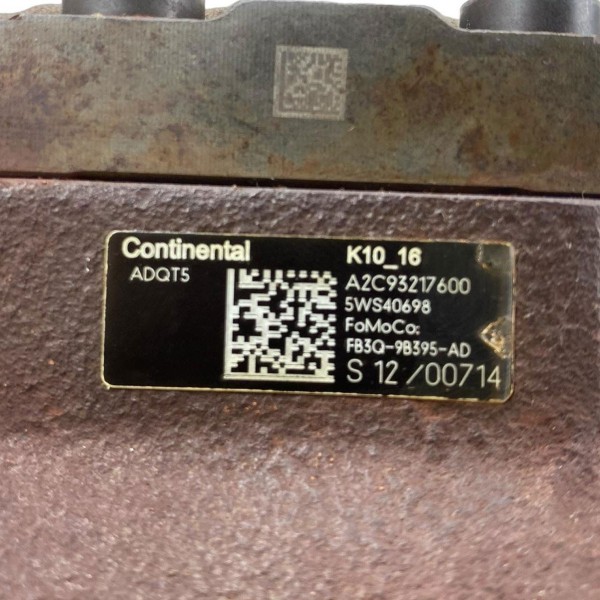 Continental
K10_16
ADQT5
A2C93217600
5WS40698
FoMoCo:
FB3Q-9B395-AD
S 12 /00714